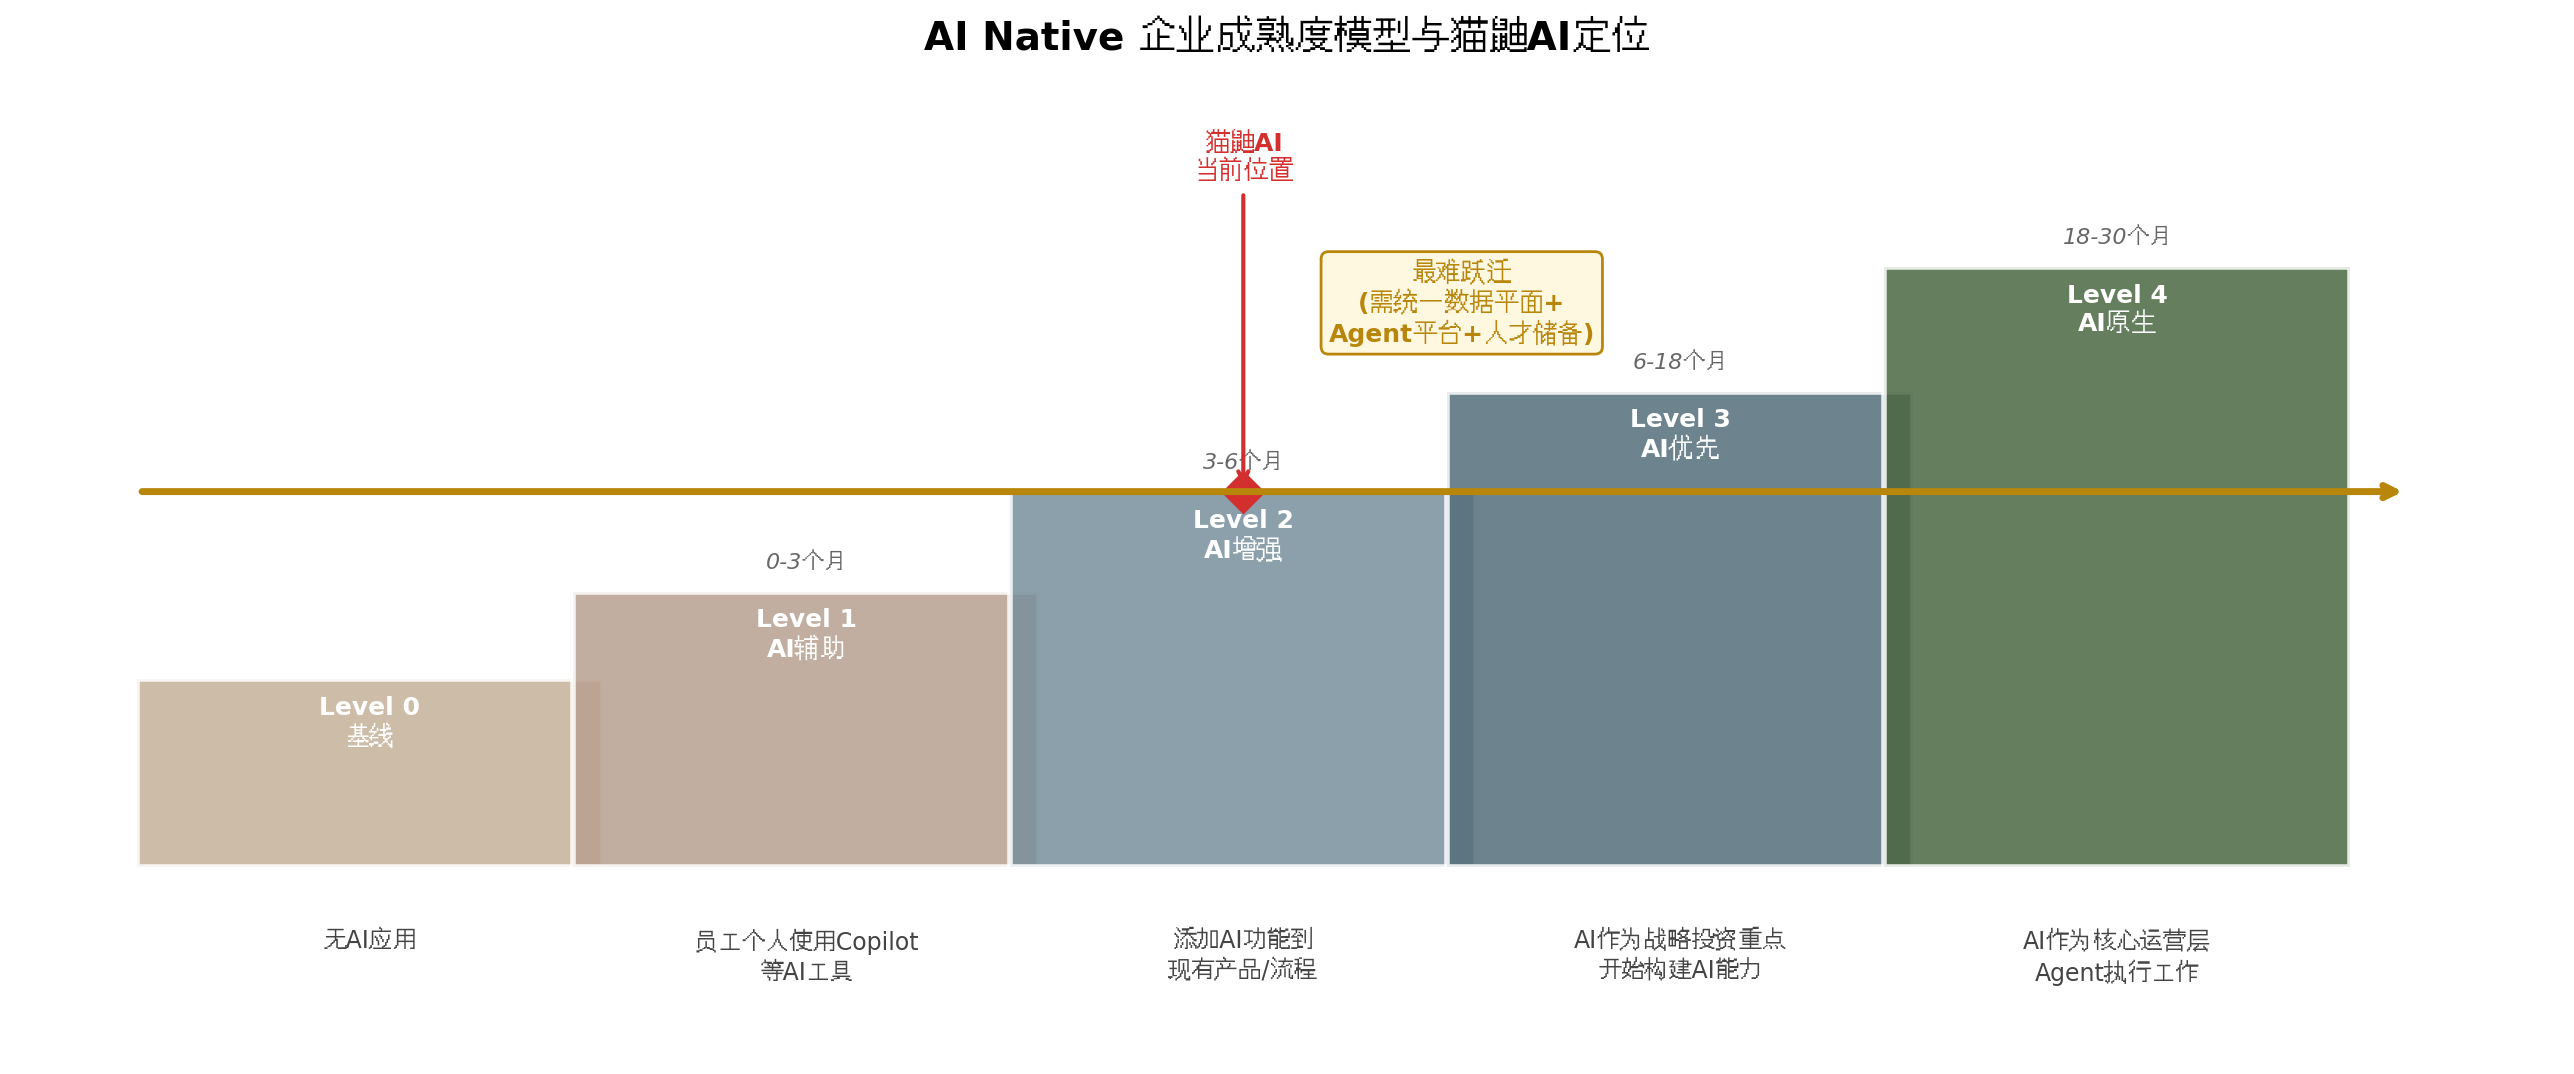 AI Native 企业成熟度模型与猫鼬AI定位
猫鼬AI
当前位置
最难跃迁
(需统一数据平面+
Agent平台+人才储备)
18-30个月
6-18个月
3-6个月
0-3个月
Level 0
基线
Level 1
AI辅助
Level 2
AI增强
Level 3
AI优先
Level 4
AI原生
无AI应用
员工个人使用Copilot
等AI工具
添加AI功能到
现有产品/流程
AI作为战略投资重点
开始构建AI能力
AI作为核心运营层
Agent执行工作